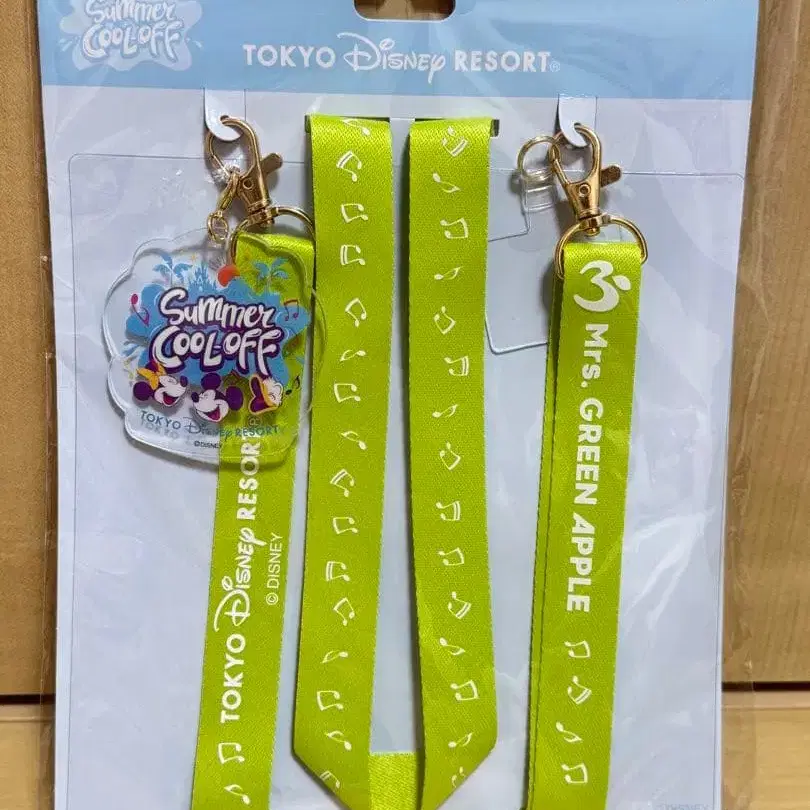 Summer
COOL-OFF
TOKYO Disney RESORT®
Summer
COOL-OFF
TOKYO Disney RESORT®
©DISNEY
TOKYO Disney RESORT
© DISNEY
Mrs. GREEN APPLE